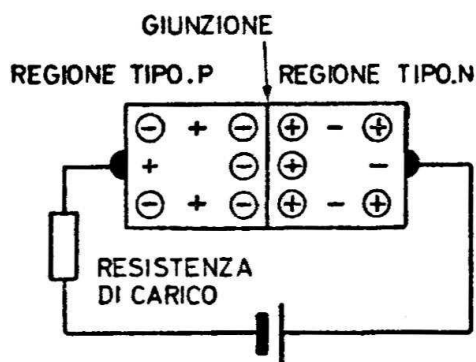 GIUNZIONE
REGIONE TIPO.P
REGIONE TIPO.N
⊖ + ⊖ ⊕ - ⊕
+ ⊖ ⊕ -
⊖ + ⊖ ⊕ - ⊕
RESISTENZA
DI CARICO